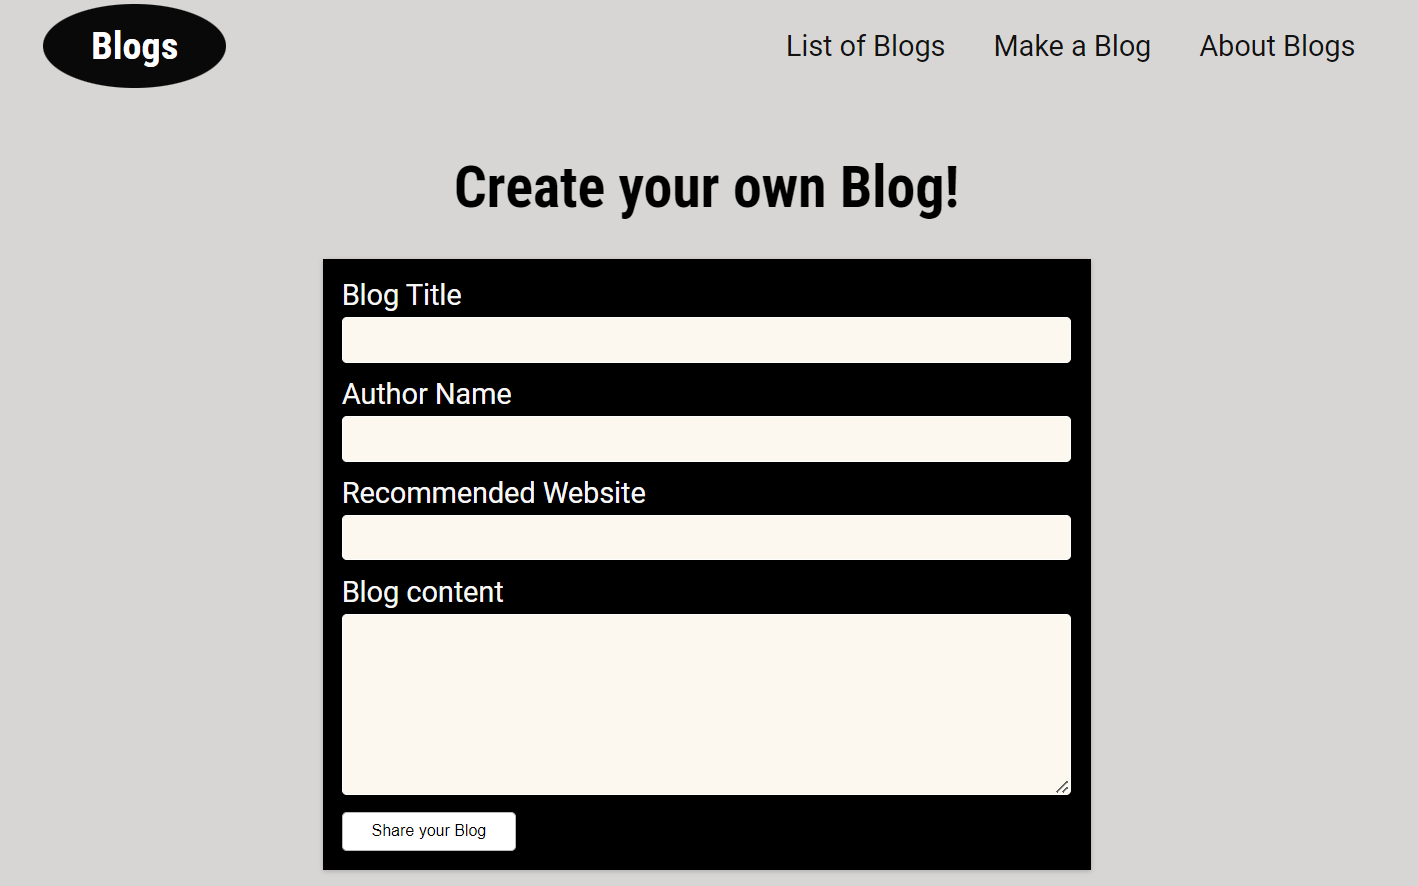 Blogs
List of Blogs
Make a Blog
About Blogs
Create your own Blog!
Blog Title
Author Name
Recommended Website
Blog content
Share your Blog